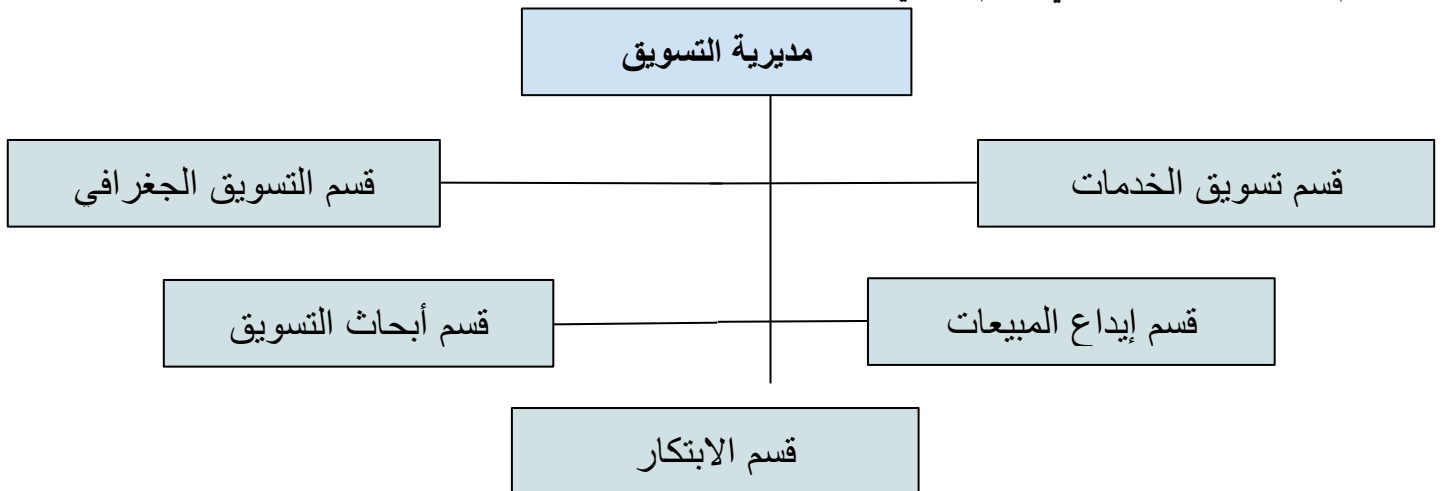 مديرية التسويق
قسم تسويق الخدمات
قسم التسويق الجغرافي
قسم إيداع المبيعات
قسم أبحاث التسويق
قسم الابتكار